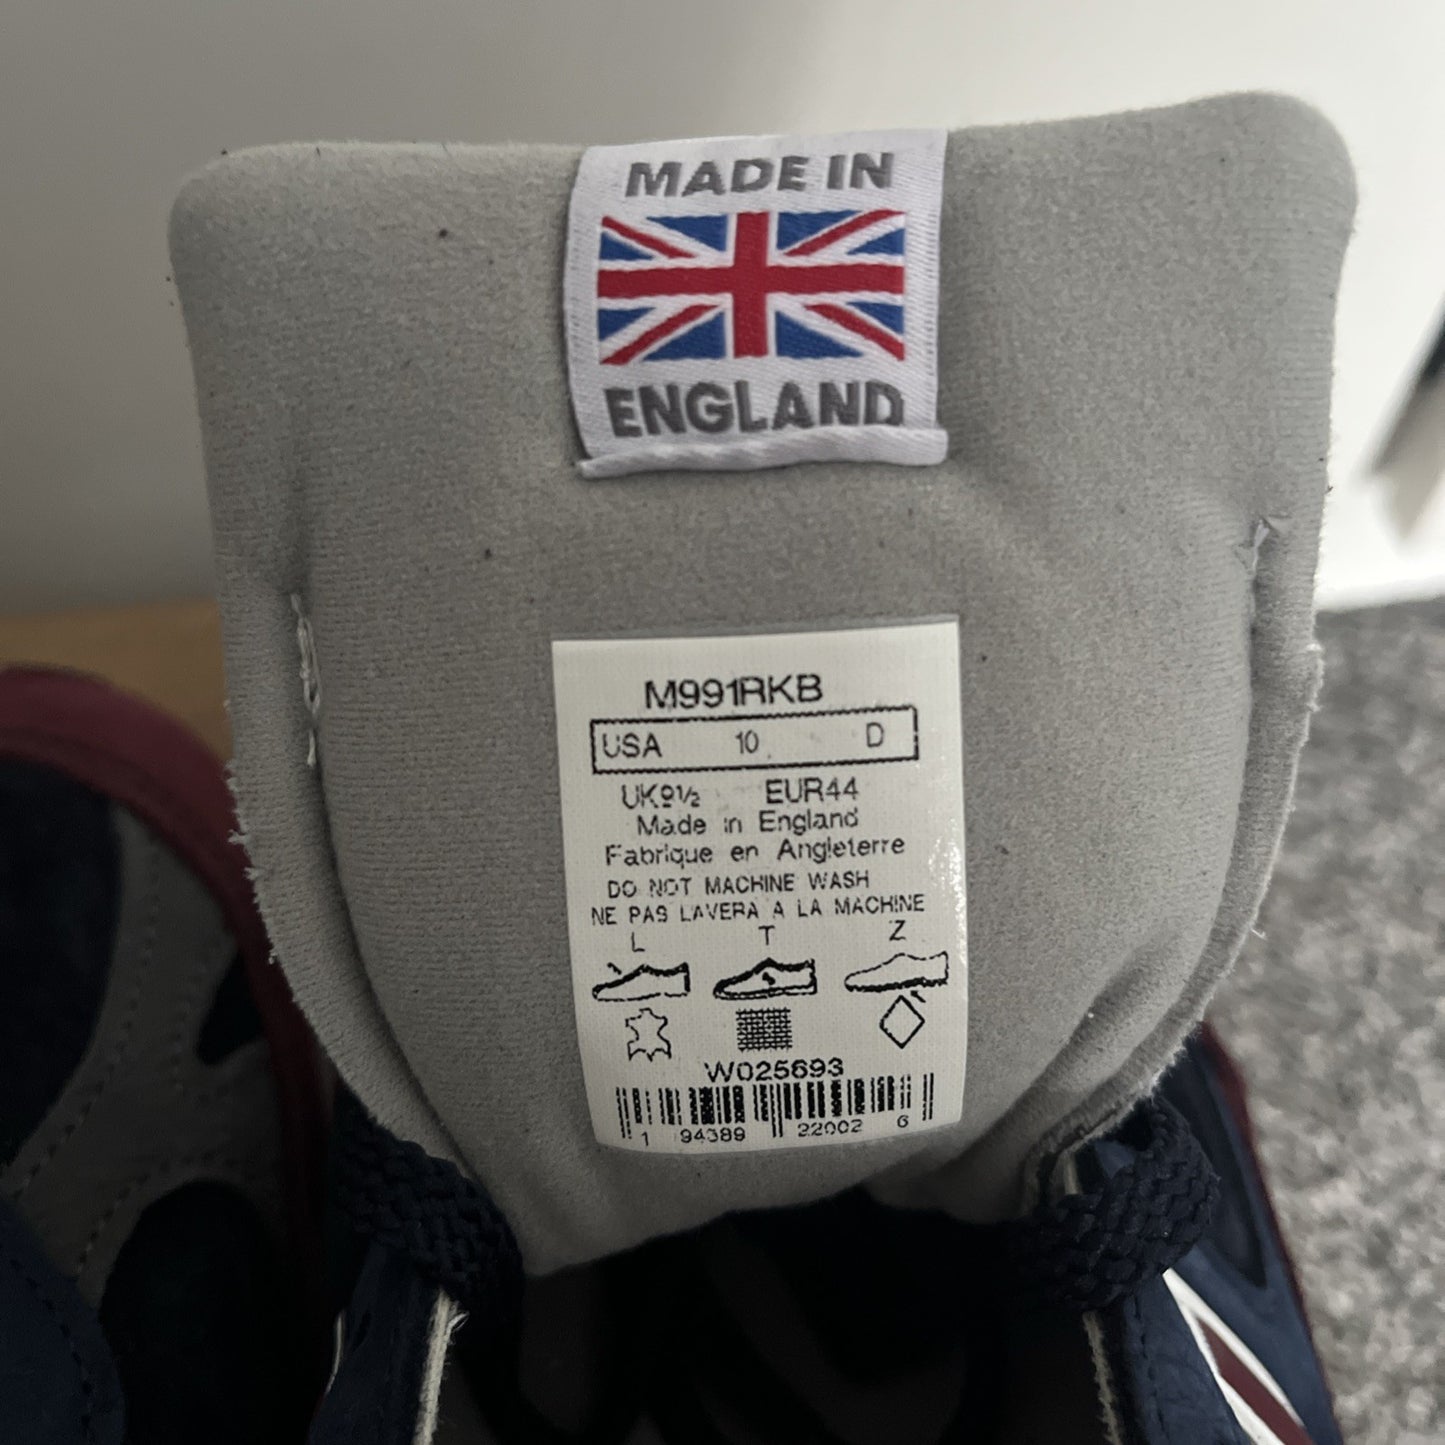 MADE IN
ENGLAND
M991RKB
USA 10 D
UK9½ EUR44
Made in England
Fabrique en Angleterre
DO NOT MACHINE WASH
NE PAS LAVERA A LA MACHINE
L T Z
W025693
1 94389 22002 6